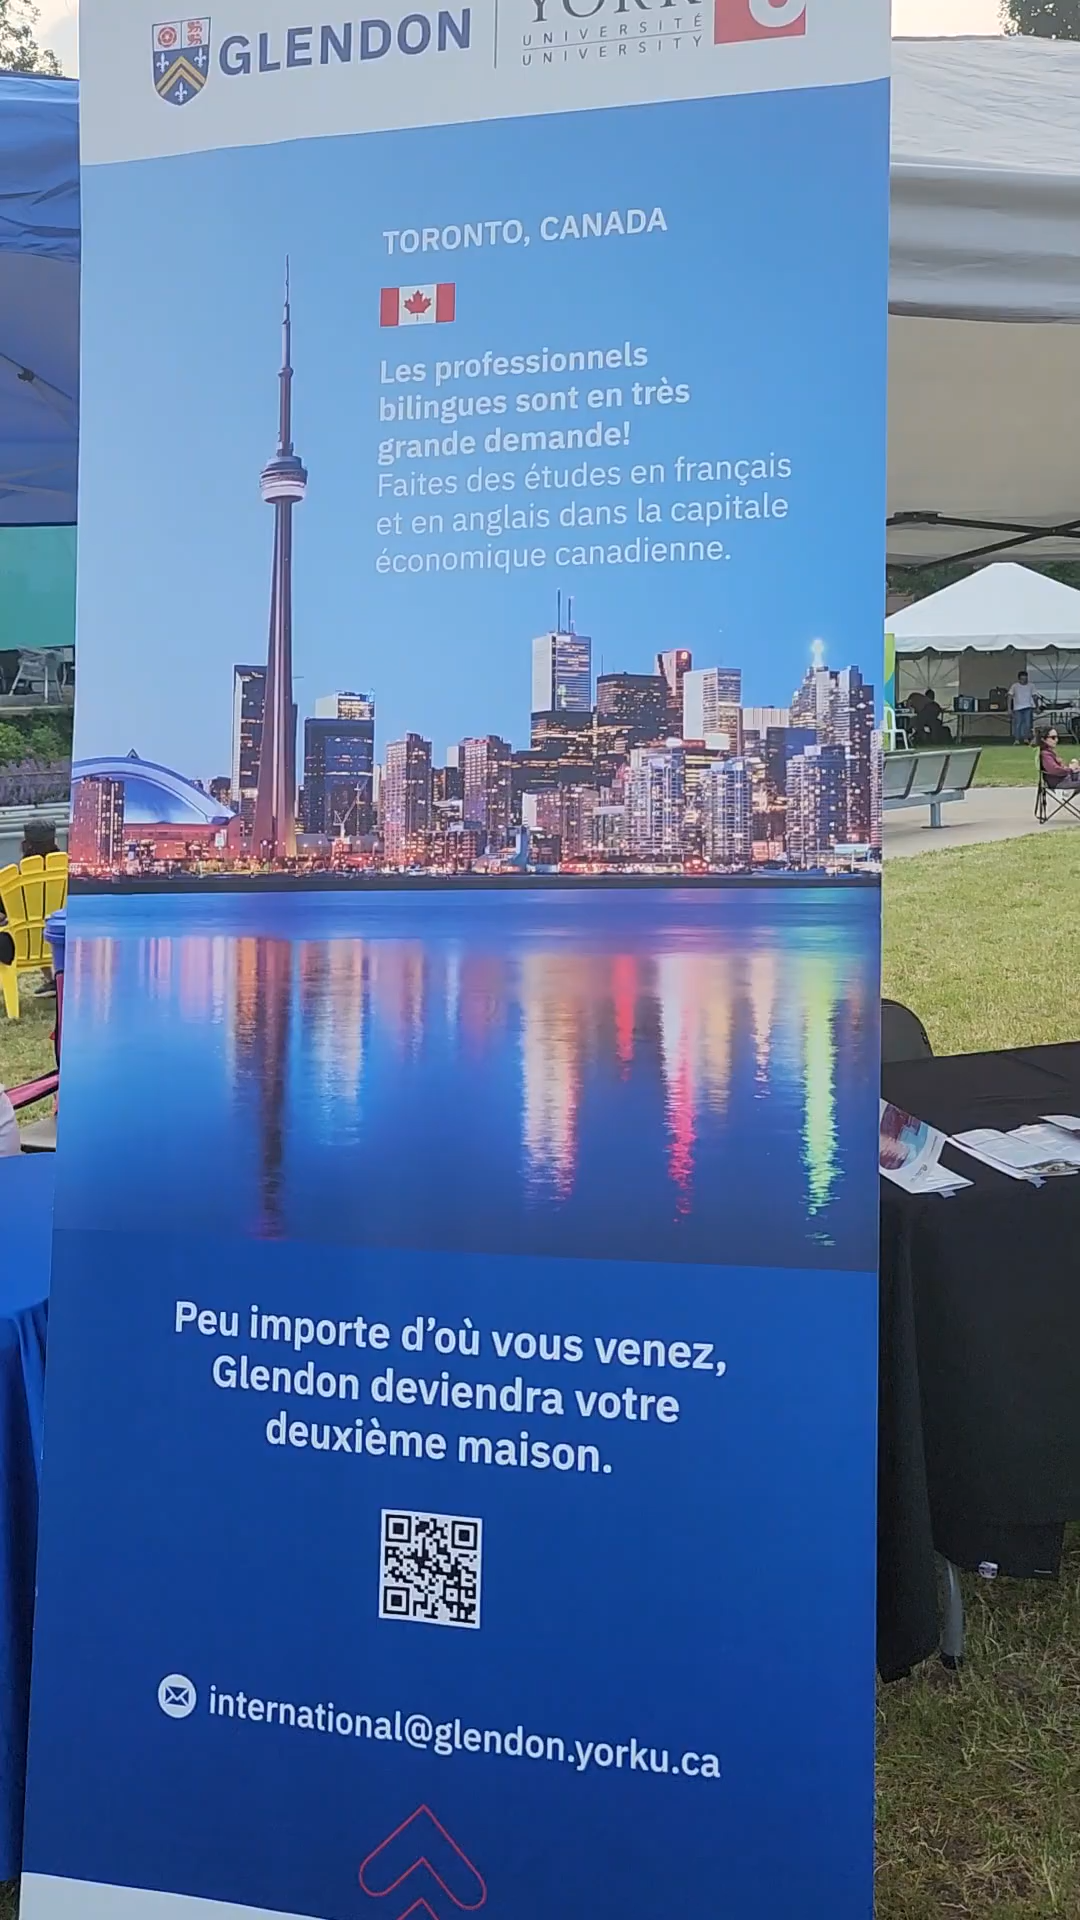 GLENDON
YORK
UNIVERSITÉ
UNIVERSITY
U
TORONTO, CANADA
Les professionnels
bilingues sont en très
grande demande!
Faites des études en français
et en anglais dans la capitale
économique canadienne.
Peu importe d'où vous venez,
Glendon deviendra votre
deuxième maison.
international@glendon.yorku.ca